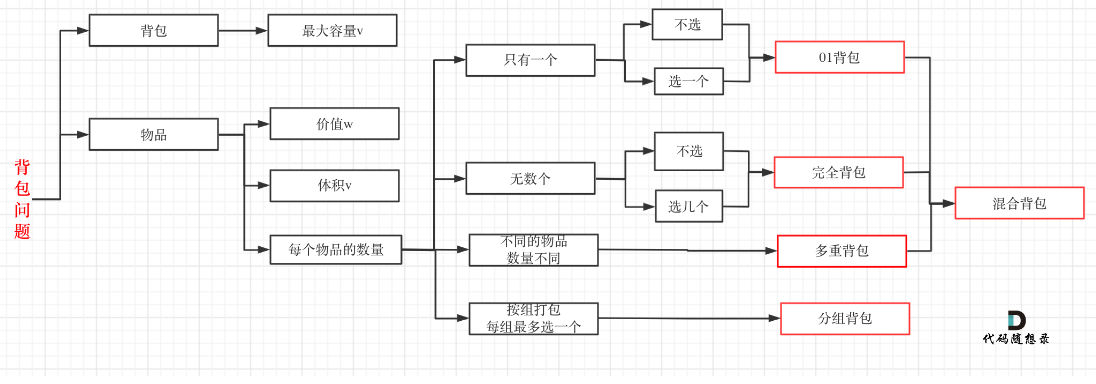 背包问题
背包
最大容量v
物品
价值w
体积v
每个物品的数量
只有一个
不选
选一个
01背包
无数个
不选
选几个
完全背包
不同的物品
数量不同
多重背包
按组打包
每组最多选一个
分组背包
混合背包
代码随想录